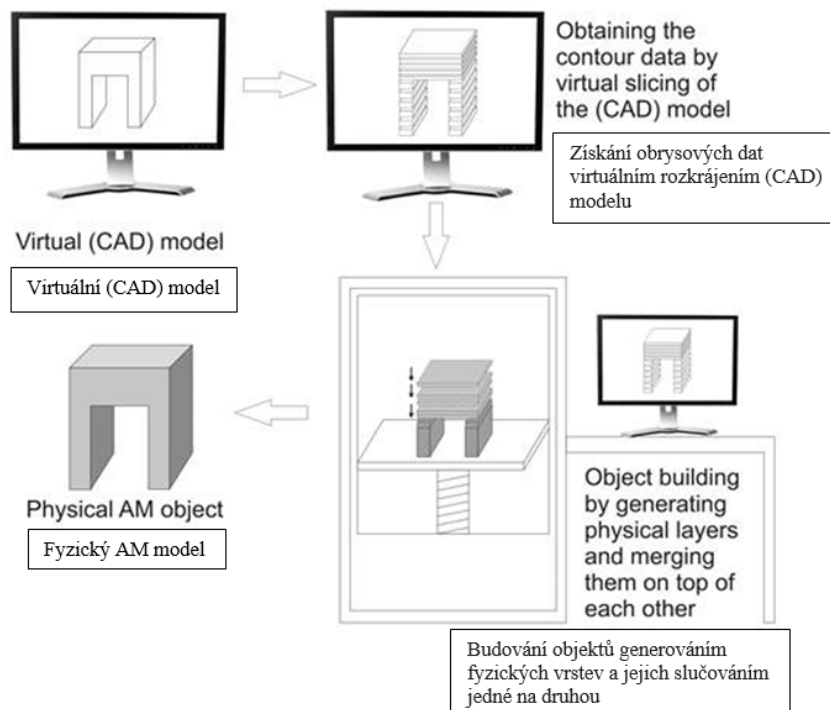 Obtaining the
contour data by
virtual slicing of
the (CAD) model
Získání obrysových dat
virtuálním rozkrájením (CAD)
modelu
Virtual (CAD) model
Virtuální (CAD) model
Physical AM object
Fyzický AM model
Object building
by generating
physical layers
and merging
them on top of
each other
Budování objektů generováním
fyzických vrstev a jejich slučováním
jedné na druhou